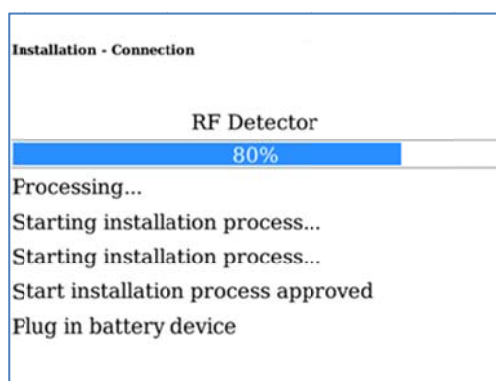 Installation - Connection
RF Detector
80%
Processing...
Starting installation process...
Starting installation process...
Start installation process approved
Plug in battery device